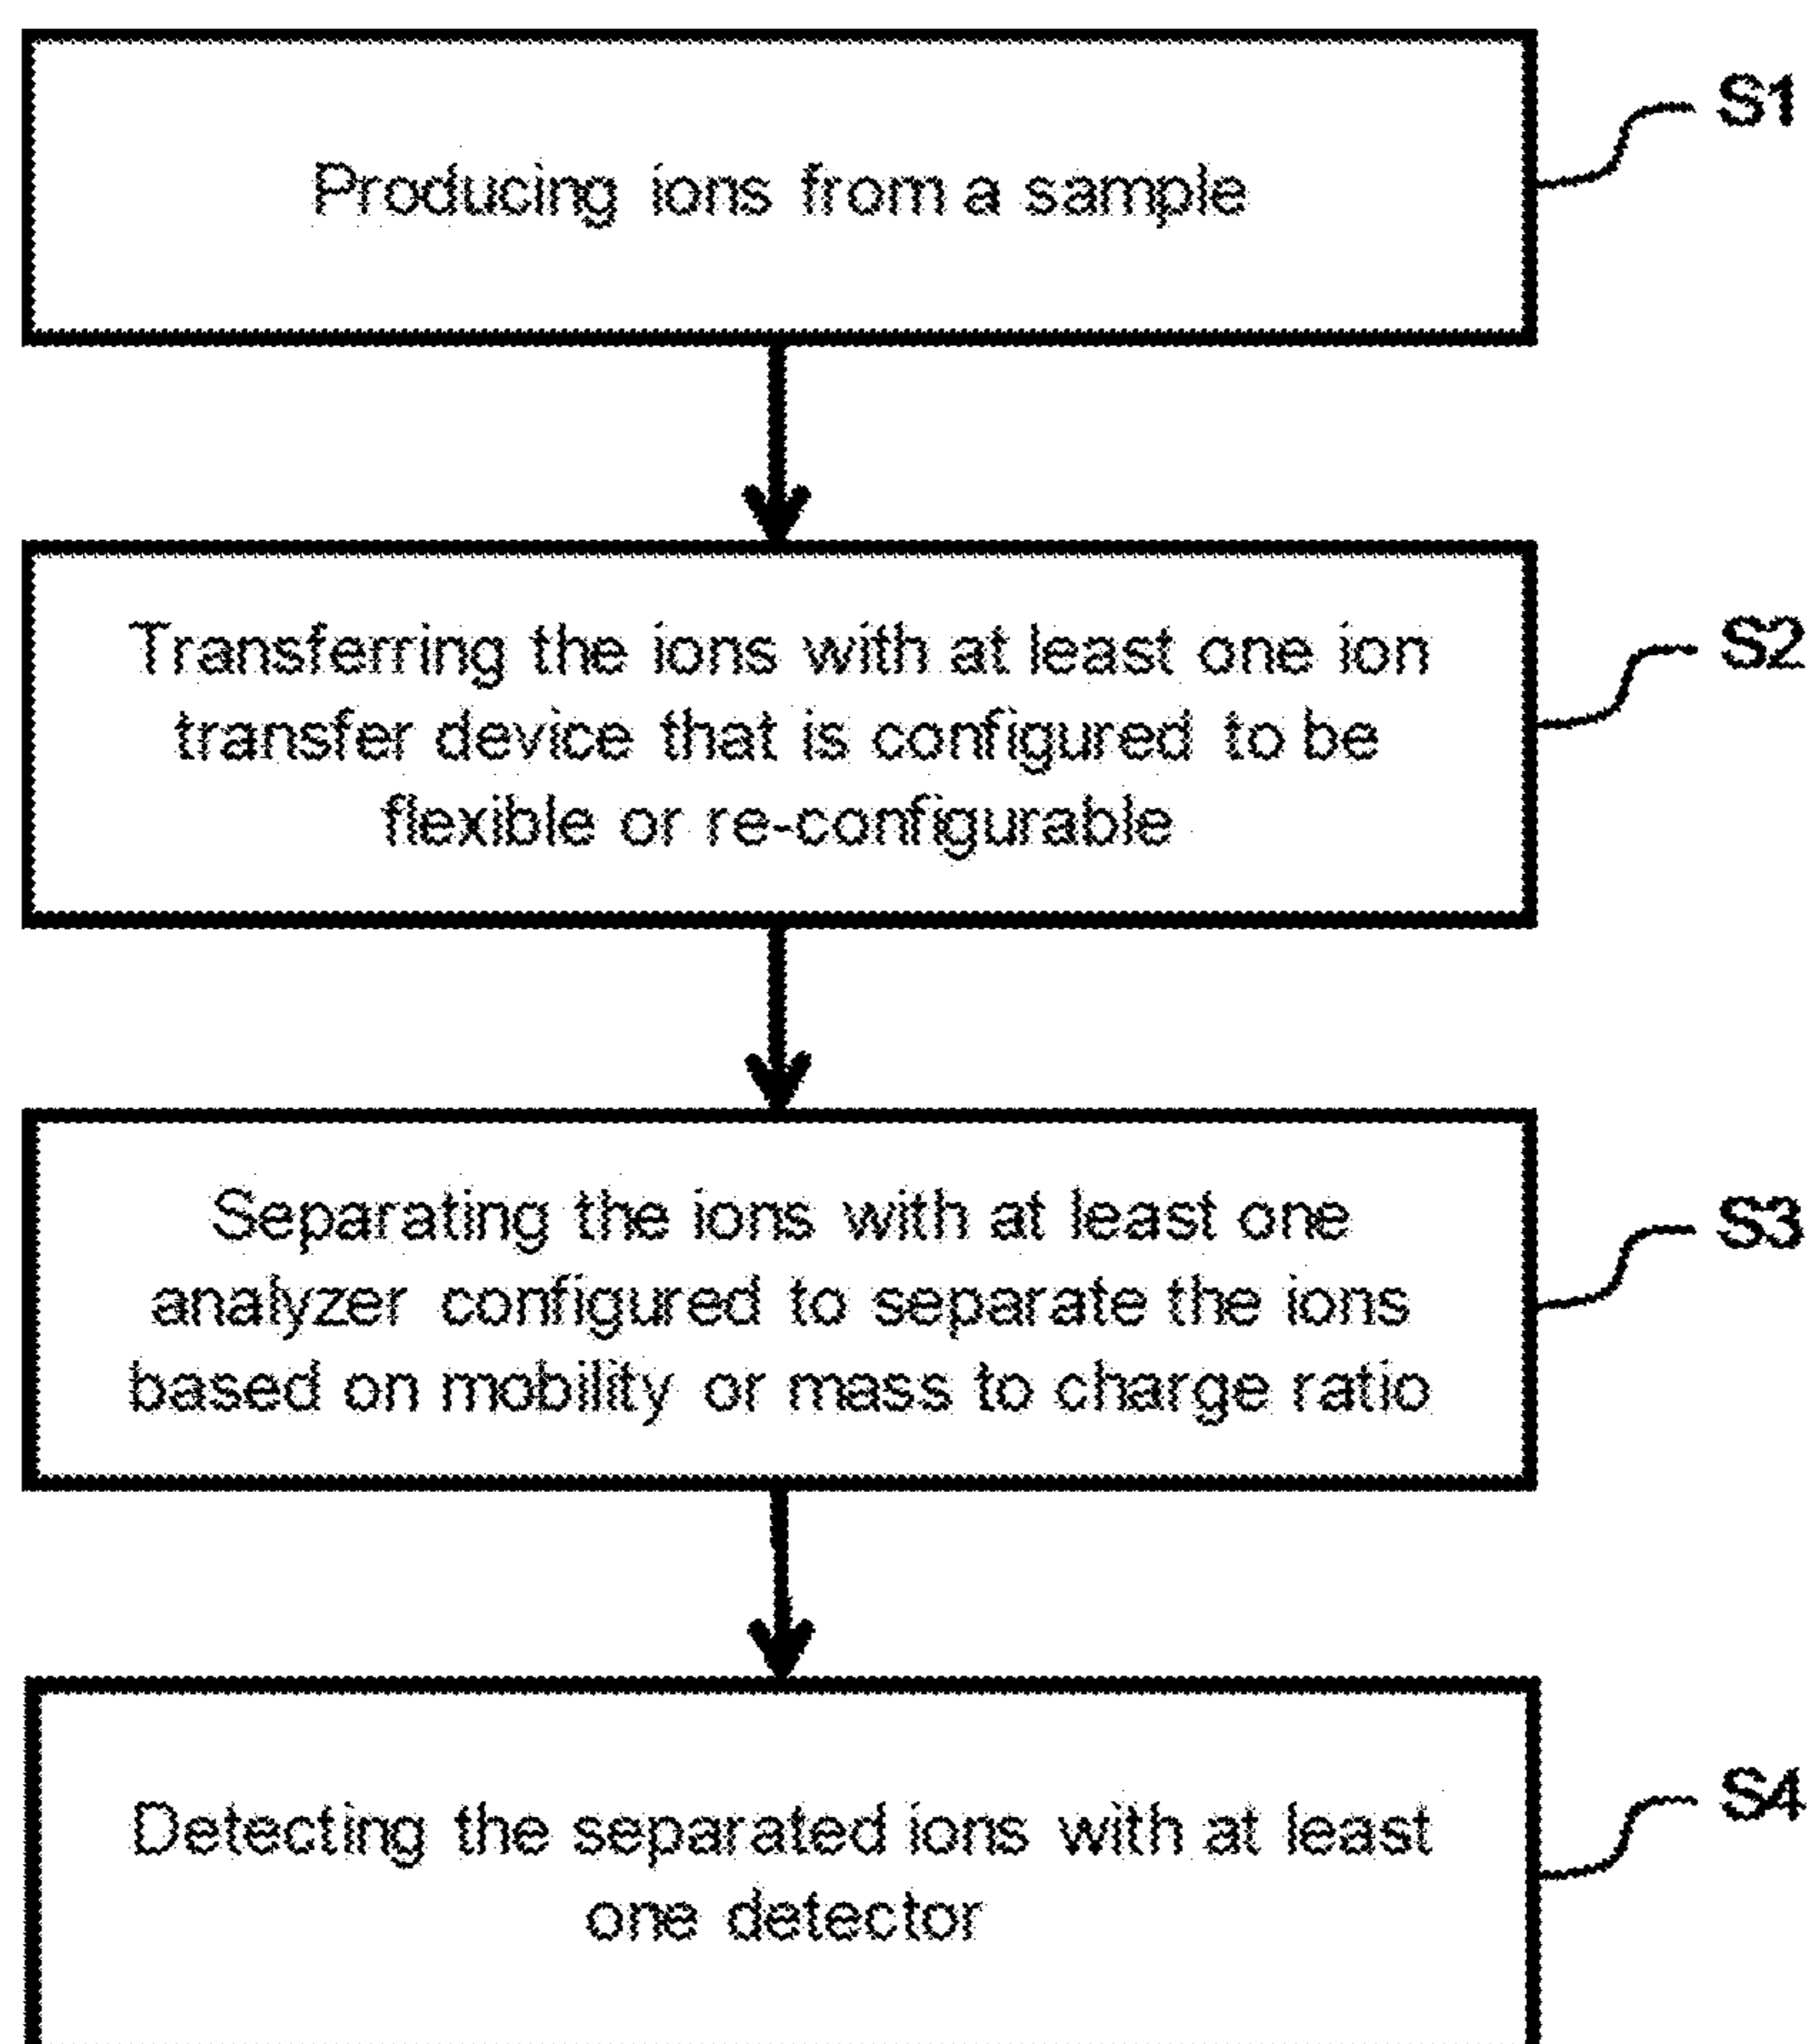 Producing ions from a sample
S1
Transferring the ions with at least one ion
transfer device that is configured to be
flexible or re-configurable
S2
Separating the ions with at least one
analyzer configured to separate the ions
based on mobility or mass to charge ratio
S3
Detecting the separated ions with at least
one detector
S4